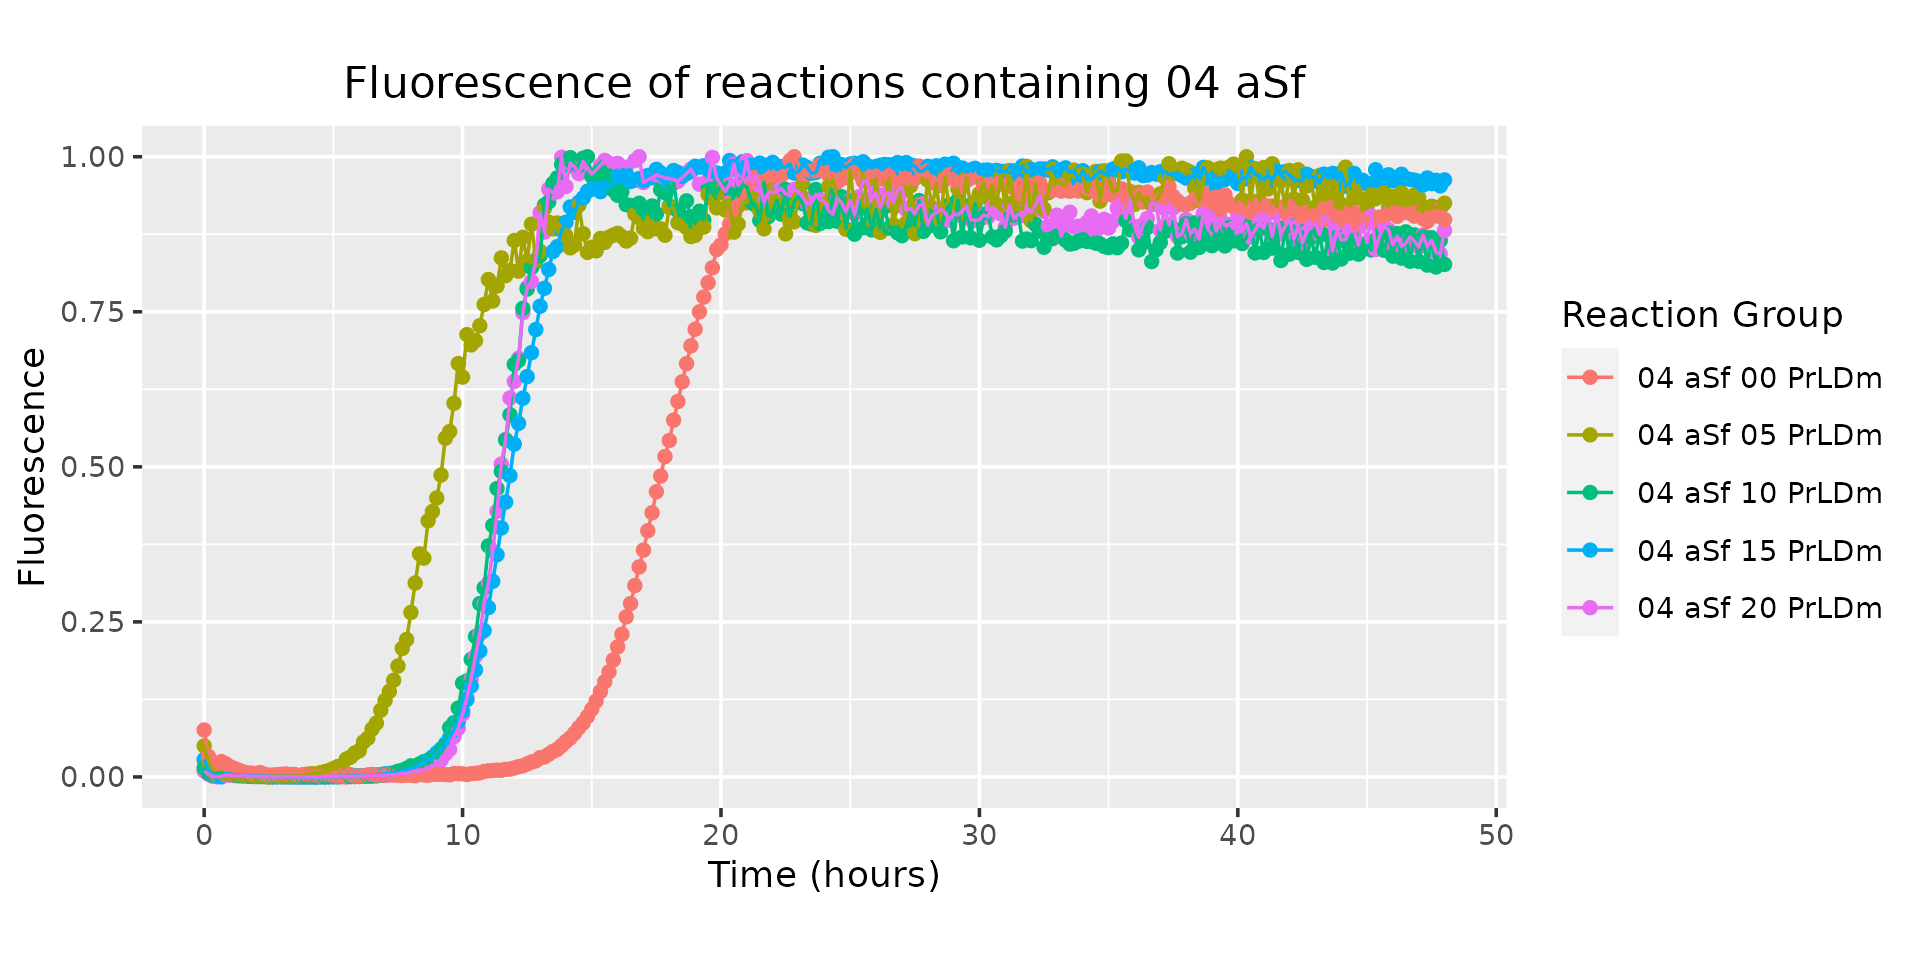 Fluorescence of reactions containing 04 aSf
1.00
0.75
0.50
0.25
0.00
Fluorescence
0 10 20 30 40 50
Time (hours)
Reaction Group
04 aSf 00 PrLDm
04 aSf 05 PrLDm
04 aSf 10 PrLDm
04 aSf 15 PrLDm
04 aSf 20 PrLDm